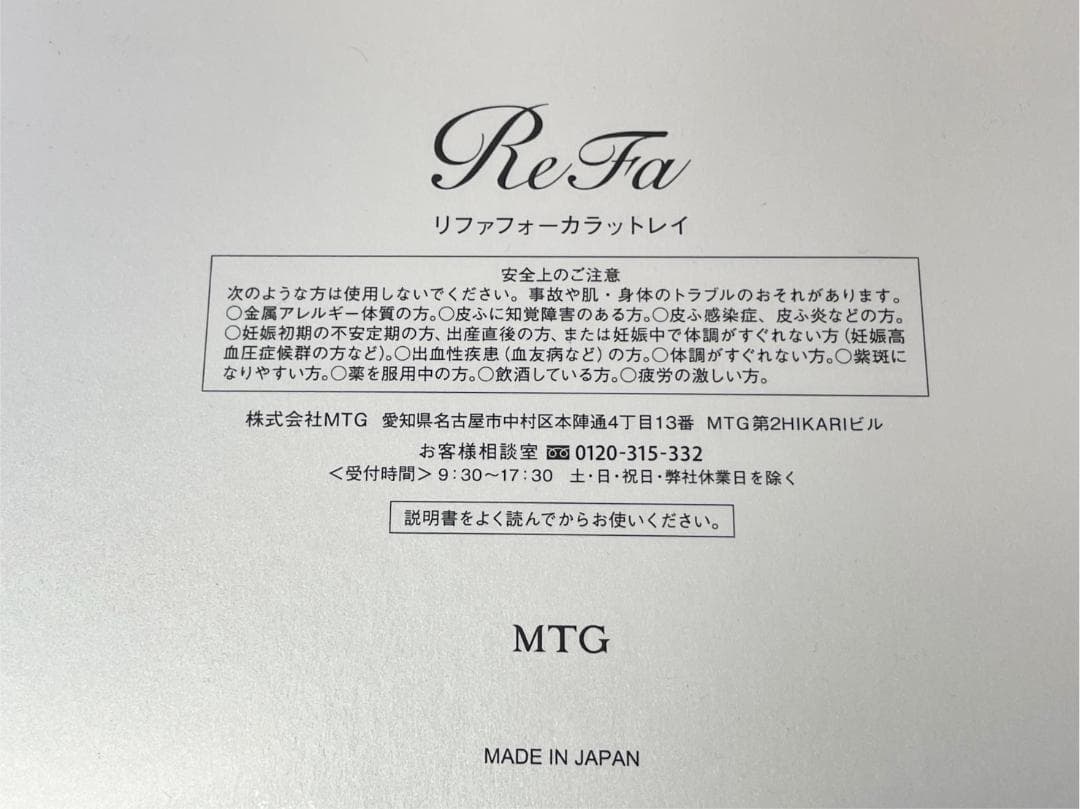 ReFa
リファフォーカラットレイ
安全上のご注意
次のような方は使用しないでください。事故や肌・身体のトラブルのおそれがあります。
○金属アレルギー体質の方。○皮ふに知覚障害のある方。○皮ふ感染症、皮ふ炎などの方。
○妊娠初期の不安定期の方、出産直後の方、または妊娠中で体調がすぐれない方（妊娠高
血圧症候群の方など）。○出血性疾患（血友病など）の方。○体調がすぐれない方。○紫斑に
なりやすい方。○薬を服用中の方。○飲酒している方。○疲労の激しい方。
株式会社MTG 愛知県名古屋市中村区本陣通4丁目13番 MTG第2HIKARIビル
お客様相談室 0120-315-332
＜受付時間＞9:30〜17:30 土・日・祝日・弊社休業日を除く
説明書をよく読んでからお使いください。
MTG
MADE IN JAPAN